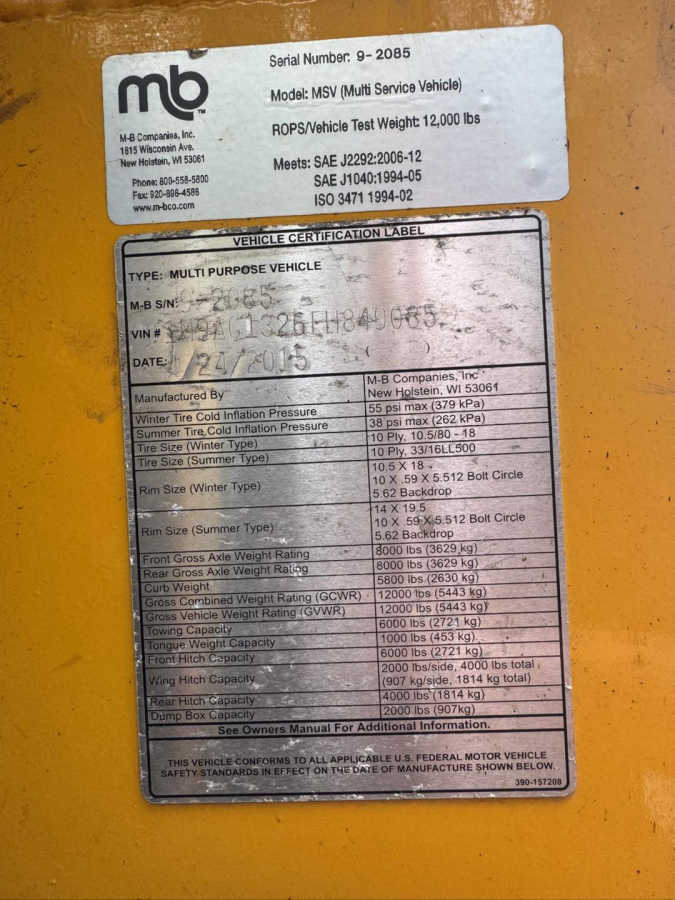 mb
TM
M-B Companies, Inc.
1615 Wisconsin Ave.
New Holstein, WI 53061
Phone: 800-558-5800
Fax: 920-898-4588
www.m-bco.com
Serial Number: 9-2085
Model: MSV (Multi Service Vehicle)
ROPS/Vehicle Test Weight: 12,000 lbs
Meets: SAE J2292:2006-12
SAE J1040:1994-05
ISO 3471 1994-02
VEHICLE CERTIFICATION LABEL
TYPE: MULTI PURPOSE VEHICLE
M-B S/N: 9-2085
VIN #
DATE: /24/2015 ( )
Manufactured By M-B Companies, Inc
New Holstein, WI 53061
Winter Tire Cold Inflation Pressure 55 psi max (379 kPa)
Summer Tire Cold Inflation Pressure 38 psi max (262 kPa)
Tire Size (Winter Type) 10 Ply, 10.5/80 - 18
Tire Size (Summer Type) 10 Ply, 33/16LL500
Rim Size (Winter Type) 10.5 X 18
10 X .59 X 5.512 Bolt Circle
5.62 Backdrop
Rim Size (Summer Type) 14 X 19.5
10 X .59 X 5.512 Bolt Circle
5.62 Backdrop
Front Gross Axle Weight Rating 8000 lbs (3629 kg)
Rear Gross Axle Weight Rating 8000 lbs (3629 kg)
Curb Weight 5800 lbs (2630 kg)
Gross Combined Weight Rating (GCWR) 12000 lbs (5443 kg)
Gross Vehicle Weight Rating (GVWR) 12000 lbs (5443 kg)
Towing Capacity 6000 lbs (2721 kg)
Tongue Weight Capacity 1000 lbs (453 kg)
Front Hitch Capacity 6000 lbs (2721 kg)
Wing Hitch Capacity 2000 lbs/side, 4000 lbs total
(907 kg/side, 1814 kg total)
Rear Hitch Capacity 4000 lbs (1814 kg)
Dump Box Capacity 2000 lbs (907kg)
See Owners Manual For Additional Information.
THIS VEHICLE CONFORMS TO ALL APPLICABLE U.S. FEDERAL MOTOR VEHICLE
SAFETY STANDARDS IN EFFECT ON THE DATE OF MANUFACTURE SHOWN BELOW.
390-157208